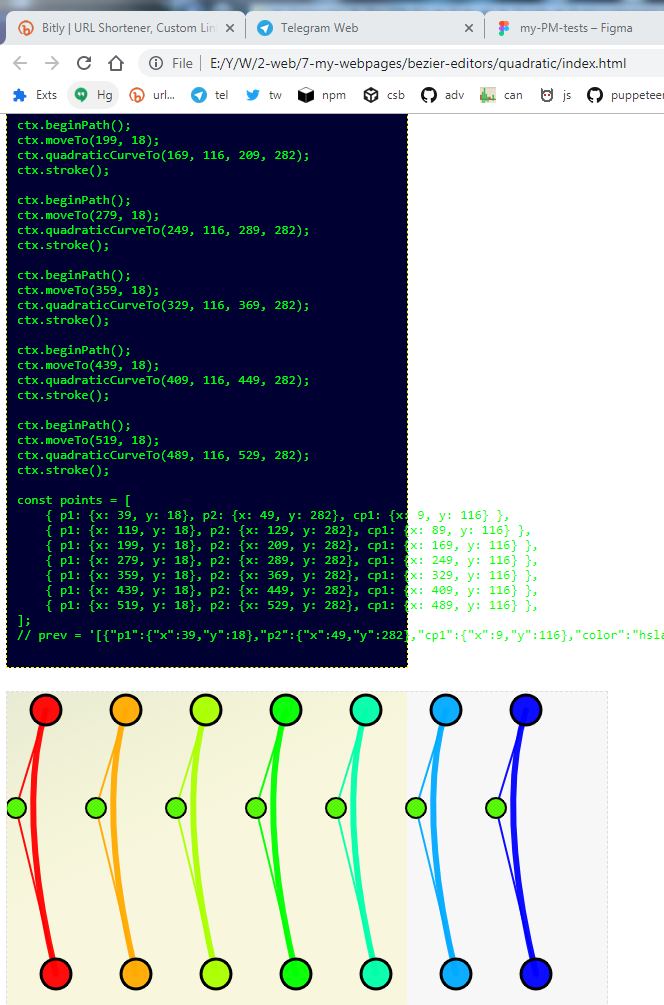 Bitly | URL Shortener, Custom Lin
Telegram Web
my-PM-tests – Figma
File | E:/Y/W/2-web/7-my-webpages/bezier-editors/quadratic/index.html
Exts Hg url... tel tw npm csb adv can js puppeteer
ctx.beginPath();
ctx.moveTo(199, 18);
ctx.quadraticCurveTo(169, 116, 209, 282);
ctx.stroke();
ctx.beginPath();
ctx.moveTo(279, 18);
ctx.quadraticCurveTo(249, 116, 289, 282);
ctx.stroke();
ctx.beginPath();
ctx.moveTo(359, 18);
ctx.quadraticCurveTo(329, 116, 369, 282);
ctx.stroke();
ctx.beginPath();
ctx.moveTo(439, 18);
ctx.quadraticCurveTo(409, 116, 449, 282);
ctx.stroke();
ctx.beginPath();
ctx.moveTo(519, 18);
ctx.quadraticCurveTo(489, 116, 529, 282);
ctx.stroke();
const points = [
{ p1: {x: 39, y: 18}, p2: {x: 49, y: 282}, cp1: {x: 9, y: 116} },
{ p1: {x: 119, y: 18}, p2: {x: 129, y: 282}, cp1: {x: 89, y: 116} },
{ p1: {x: 199, y: 18}, p2: {x: 209, y: 282}, cp1: {x: 169, y: 116} },
{ p1: {x: 279, y: 18}, p2: {x: 289, y: 282}, cp1: {x: 249, y: 116} },
{ p1: {x: 359, y: 18}, p2: {x: 369, y: 282}, cp1: {x: 329, y: 116} },
{ p1: {x: 439, y: 18}, p2: {x: 449, y: 282}, cp1: {x: 409, y: 116} },
{ p1: {x: 519, y: 18}, p2: {x: 529, y: 282}, cp1: {x: 489, y: 116} },
];
// prev = '[{"p1":{"x":39,"y":18},"p2":{"x":49,"y":282},"cp1":{"x":9,"y":116},"color":"hsla